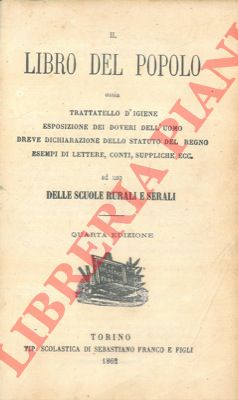 IL
LIBRO DEL POPOLO
ossia
TRATTATELLO D'IGIENE
ESPOSIZIONE DEI DOVERI DELL'UOMO
BREVE DICHIARAZIONE DELLO STATUTO DEL REGNO
ESEMPI DI LETTERE, CONTI, SUPPLICHE, ECC.
ad uso
DELLE SCUOLE RURALI E SERALI
QUARTA EDIZIONE
TORINO
TIP. SCOLASTICA DI SEBASTIANO FRANCO E FIGLI
1862
LIBRERIA PIANI
LIBRERIA PIANI